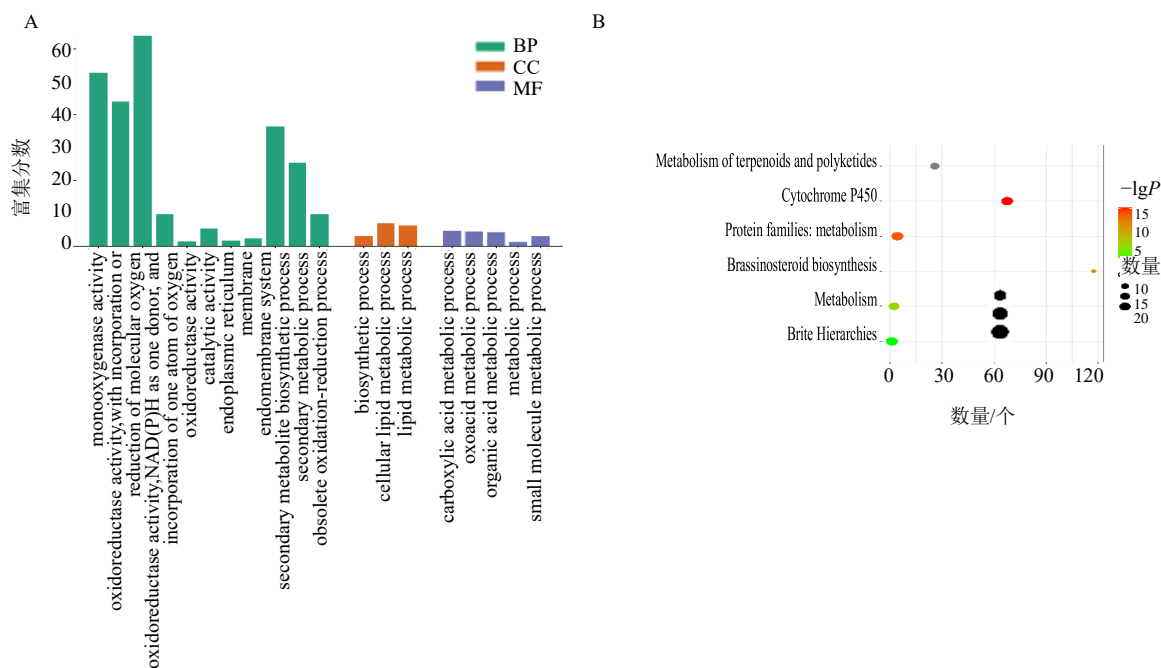 A
60
50
40
30
20
10
0
富集分数
BP
CC
MF
monooxygenase activity
oxidoreductase activity,with incorporation or
reduction of molecular oxygen
oxidoreductase activity,NAD(P)H as one donor, and
incorporation of one atom of oxygen
oxidoreductase activity
catalytic activity
endoplasmic reticulum
membrane
endomembrane system
secondary metabolite biosynthetic process
secondary metabolic process
obsolete oxidation-reduction process
biosynthetic process
cellular lipid metabolic process
lipid metabolic process
carboxylic acid metabolic process
oxoacid metabolic process
organic acid metabolic process
metabolic process
small molecule metabolic process
B
Metabolism of terpenoids and polyketides
Cytochrome P450
Protein families: metabolism
Brassinosteroid biosynthesis
Metabolism
Brite Hierarchies
0 30 60 90 120
数量/个
−lgP
15
10
5
数量
10
15
20